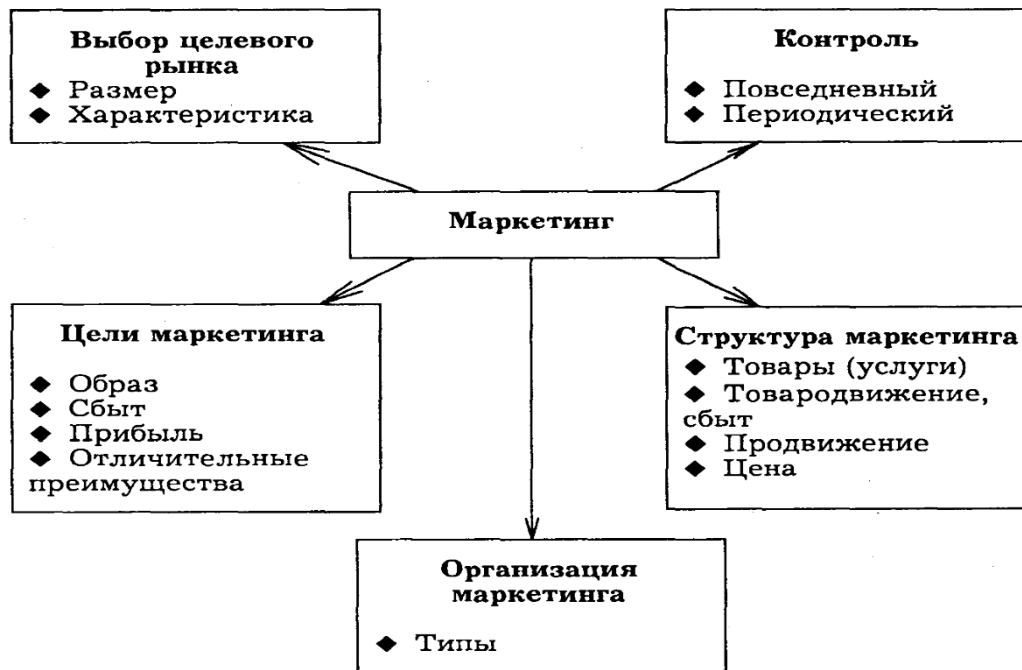 Выбор целевого
рынка
◆ Размер
◆ Характеристика
Контроль
◆ Повседневный
◆ Периодический
Маркетинг
Цели маркетинга
◆ Образ
◆ Сбыт
◆ Прибыль
◆ Отличительные
преимущества
Структура маркетинга
◆ Товары (услуги)
◆ Товародвижение,
сбыт
◆ Продвижение
◆ Цена
Организация
маркетинга
◆ Типы